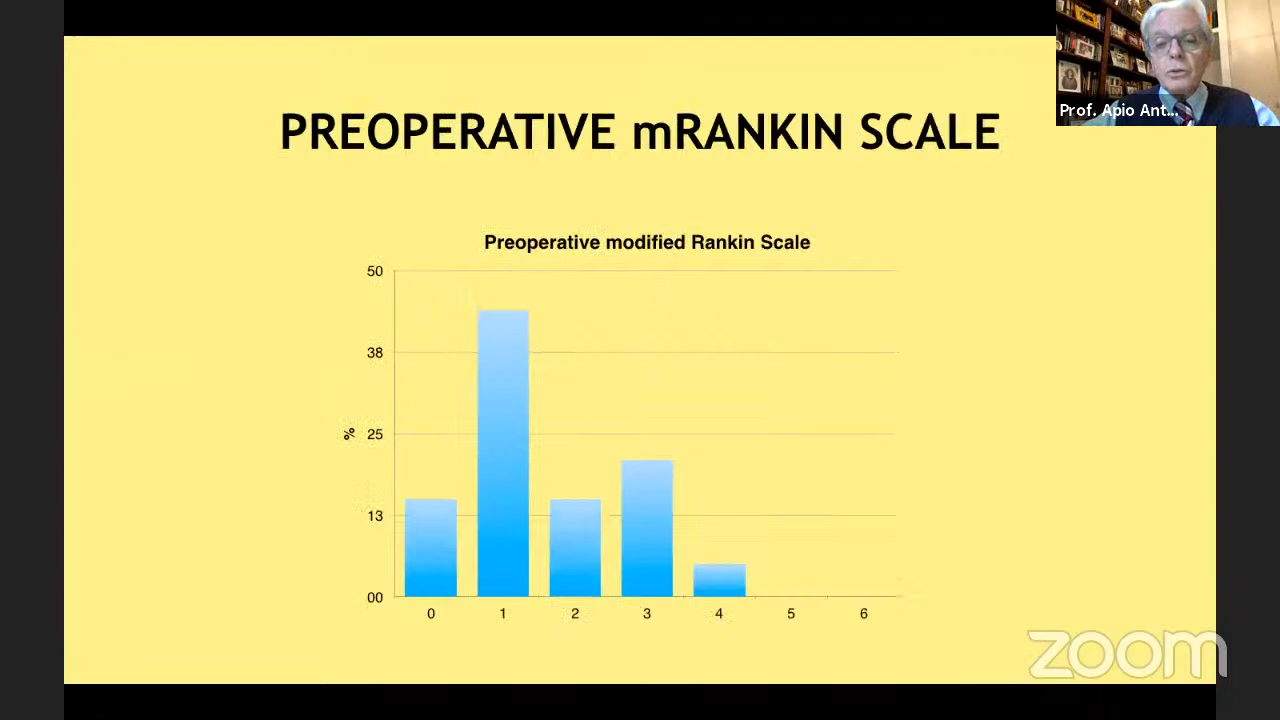 Prof. Apio Ant...
PREOPERATIVE mRANKIN SCALE
Preoperative modified Rankin Scale
50
38
% 25
13
00
0 1 2 3 4 5 6
zoom